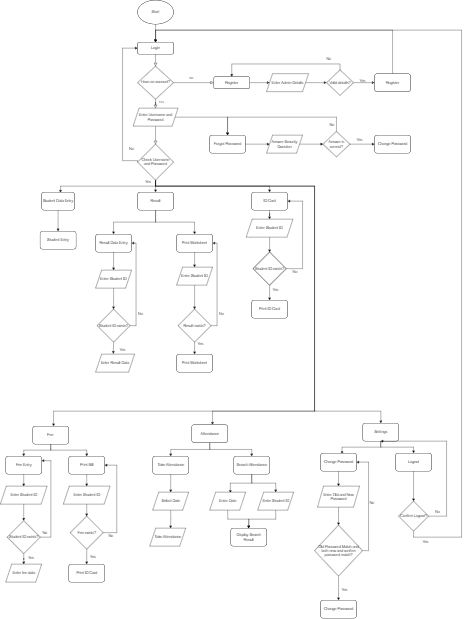 Start
Login
Have an account?
no
Register
Enter Admin Details
No
Valid details?
Yes
Register
yes
Enter Username and
Password
Forgot Password
Answer Security
Question
No
Answer is
correct?
Yes
Change Password
No
Check Username
and Password
Yes
Student Data Entry
Student Entry
Result
Result Data Entry
Enter Student ID
Student ID exists?
No
Yes
Enter Result Data
Print Marksheet
Enter Student ID
Result exists?
No
Yes
Print Marksheet
ID Card
Enter Student ID
Student ID exists?
No
Yes
Print ID Card
Fee
Fee Entry
Enter Student ID
Student ID exists?
No
Yes
Enter fee data
Print Bill
Enter Student ID
Fee exists?
No
Yes
Print ID Card
Attendance
Take Attendance
Select Date
Take Attendance
Search Attendance
Enter Date
Enter Student ID
Display Search
Result
Settings
Change Password
Enter Old and New
Password
Old Password Match and
both new and confirm
password match?
No
Yes
Change Password
Logout
Confirm Logout?
No
Yes